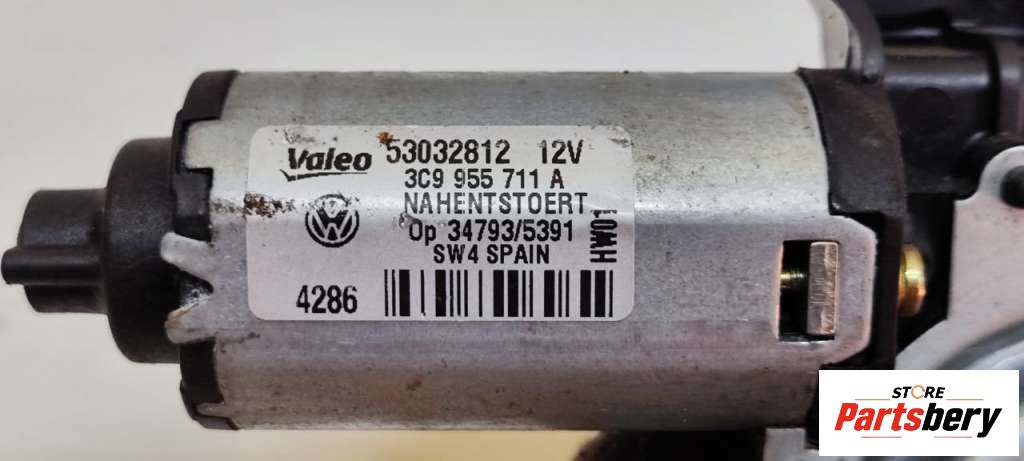 Valeo 53032812 12V
3C9 955 711 A
NAHENTSTOERT
Op 34793/5391
SW4 SPAIN
HW01
4286
STORE
Partsbery